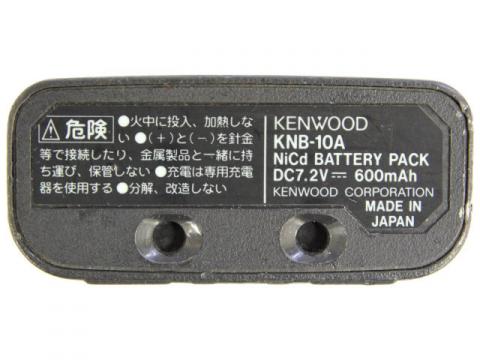 ⚠危険 ●火中に投入、加熱しな
い ●(+)と(−)を針金
等で接続したり、金属製品と一緒に持
ち運び、保管しない ●充電は専用充電
器を使用する ●分解、改造しない
KENWOOD
KNB-10A
NiCd BATTERY PACK
DC7.2V⎓ 600mAh
KENWOOD CORPORATION
MADE IN
JAPAN